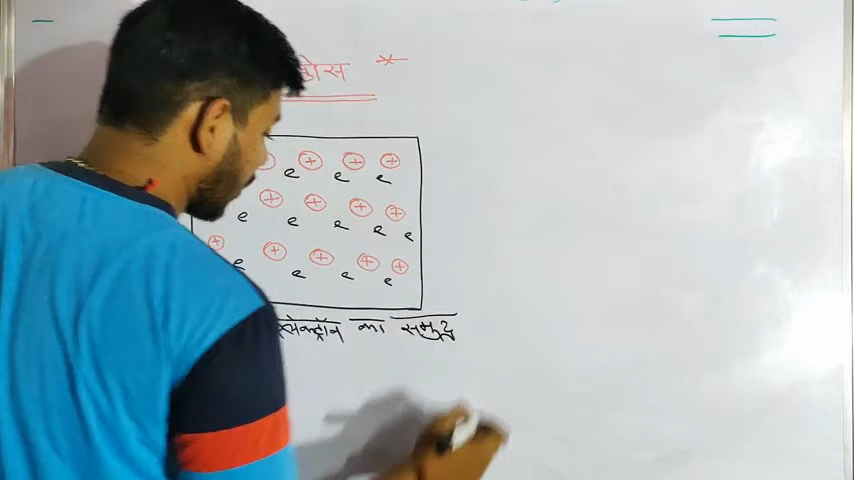 ठोस *
+ + + +
e e e
+ + + +
e e e e e
+ + + + +
e e e e
इलेक्ट्रॉन का समुद्र